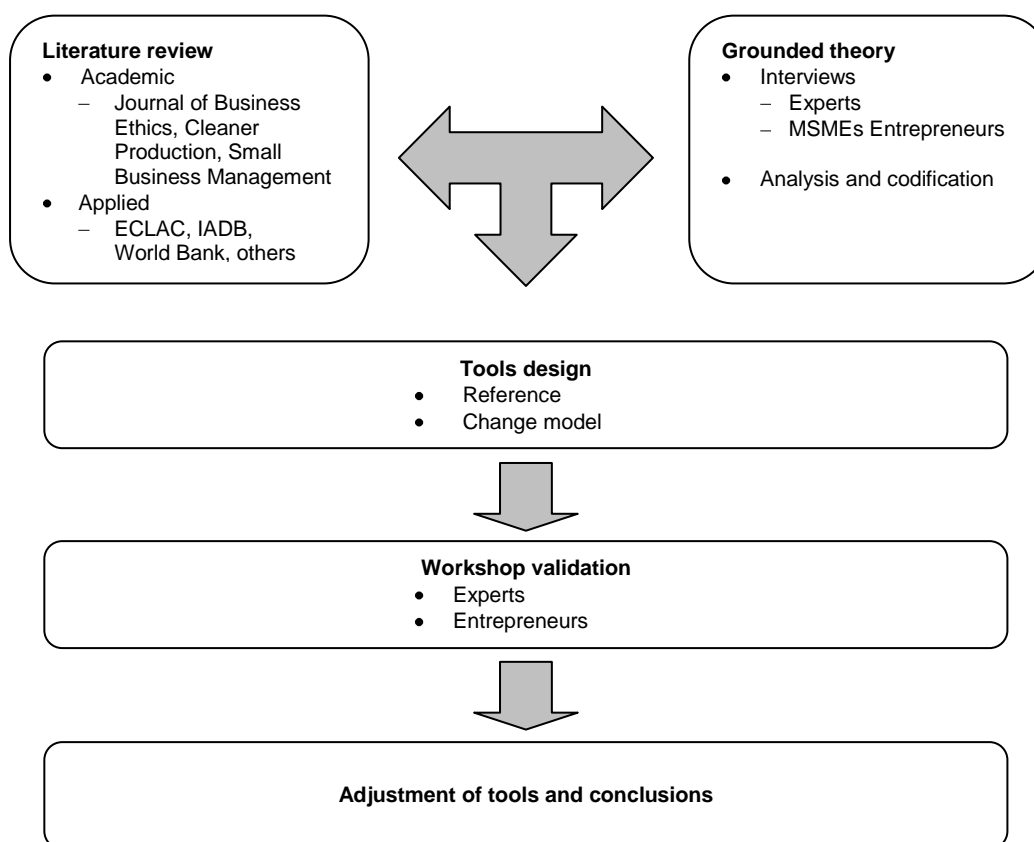 Literature review
• Academic
– Journal of Business
Ethics, Cleaner
Production, Small
Business Management
• Applied
– ECLAC, IADB,
World Bank, others
Grounded theory
• Interviews
– Experts
– MSMEs Entrepreneurs
• Analysis and codification
Tools design
• Reference
• Change model
Workshop validation
• Experts
• Entrepreneurs
Adjustment of tools and conclusions